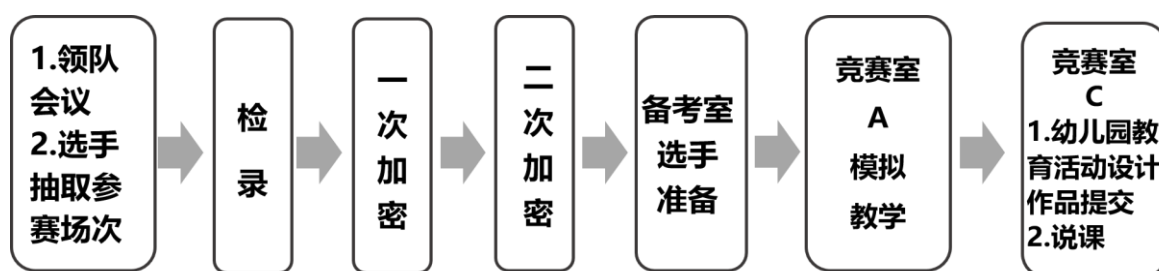 1.领队
会议
2.选手
抽取参
赛场次
检
录
一
次
加
密
二
次
加
密
备考室
选手
准备
竞赛室
A
模拟
教学
竞赛室
C
1.幼儿园教
育活动设计
作品提交
2.说课